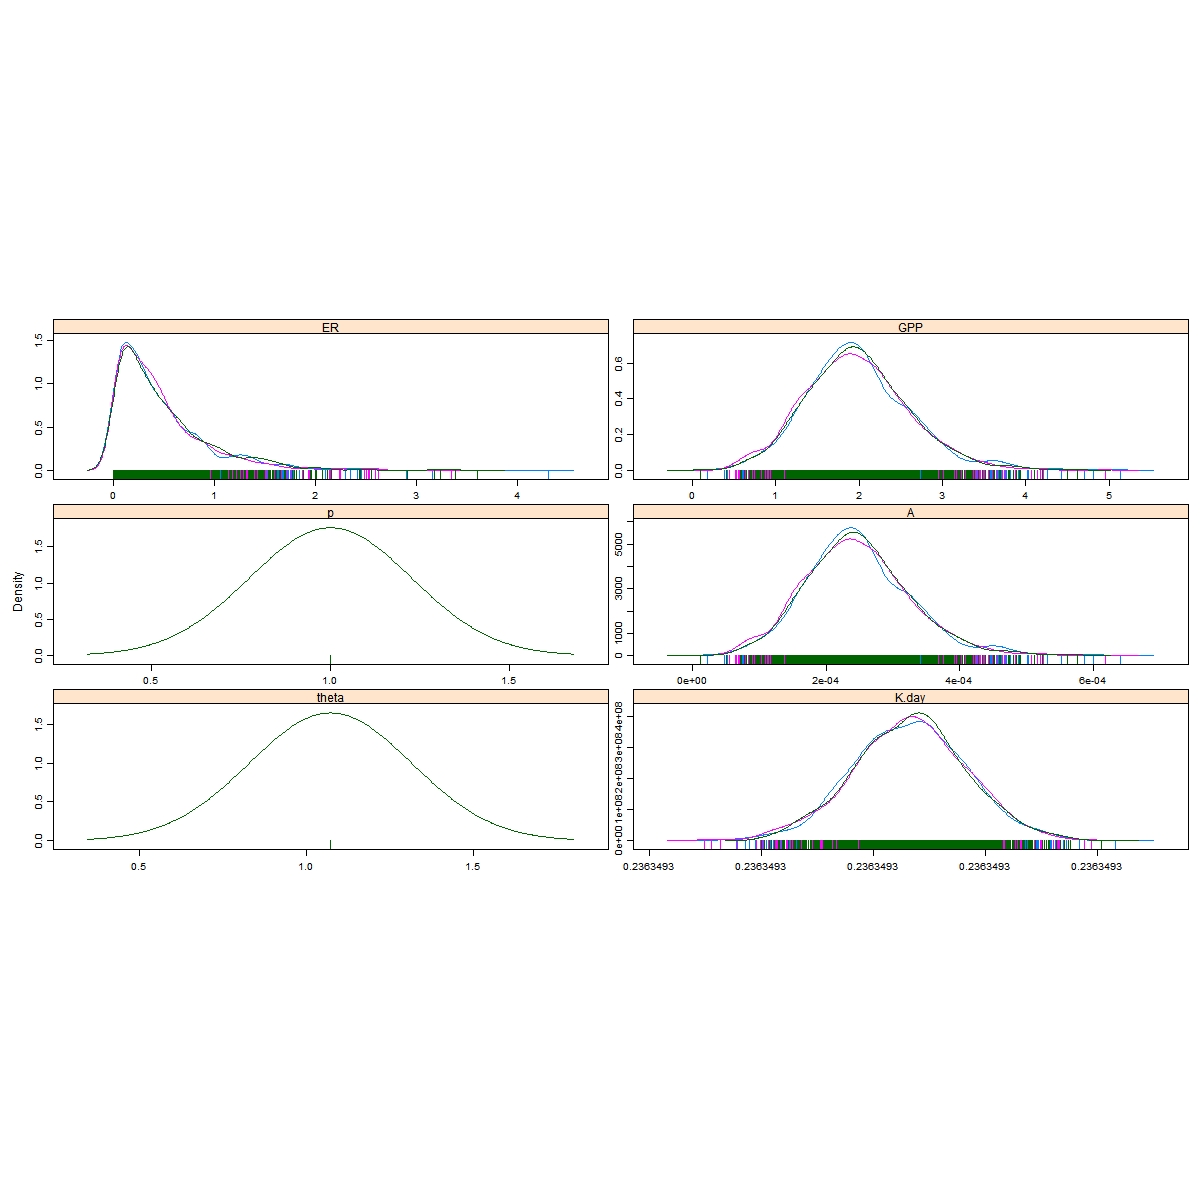 ER
0.0 0.5 1.0 1.5
0 1 2 3 4
GPP
0.0 0.2 0.4 0.6
0 1 2 3 4 5
Density
p
0.0 0.5 1.0 1.5
0.5 1.0 1.5
A
0 1000 3000 5000
0e+00 2e-04 4e-04 6e-04
theta
0.0 0.5 1.0 1.5
0.5 1.0 1.5
K.day
0e+00 1e+08 2e+08 3e+08 4e+08
0.2363493 0.2363493 0.2363493 0.2363493 0.2363493